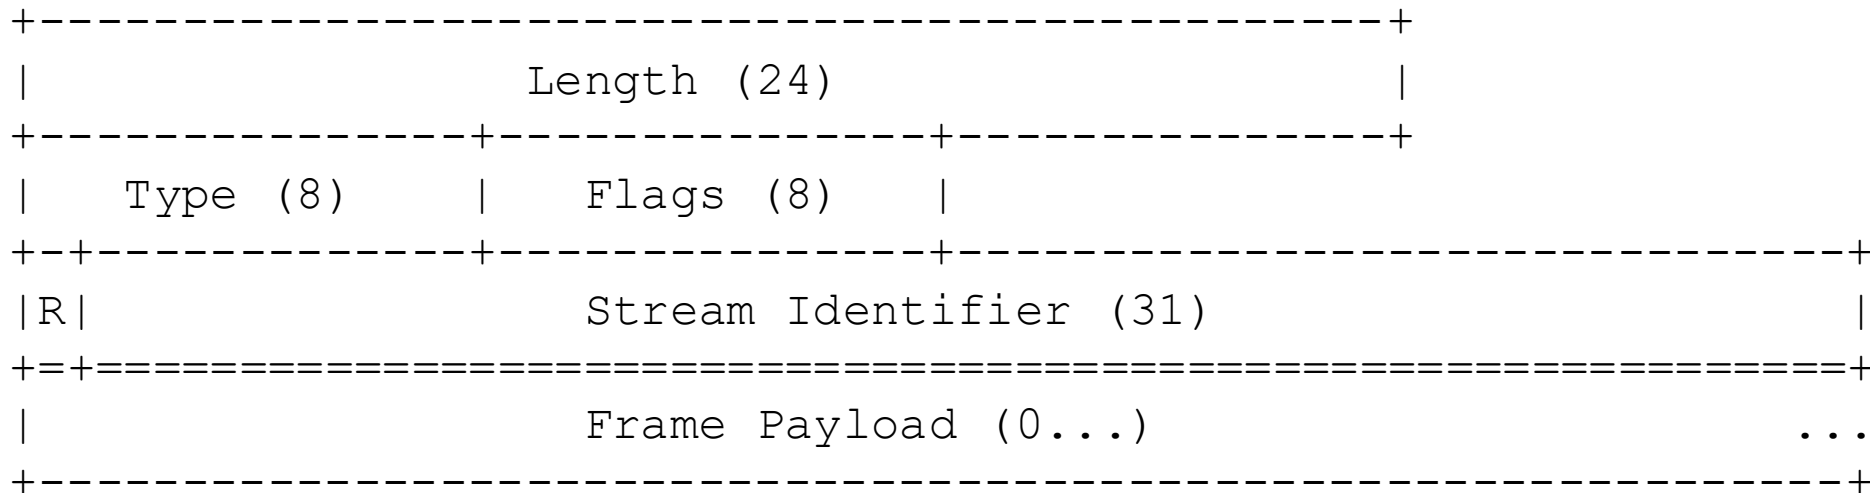 +-----------------------------------------------+
|                 Length (24)                   |
+---------------+---------------+---------------+
|   Type (8)    |   Flags (8)   |
+-+-------------+---------------+-------------------------------+
|R|                 Stream Identifier (31)                      |
+=+=============================================================+
|                   Frame Payload (0...)                      ...
+---------------------------------------------------------------+